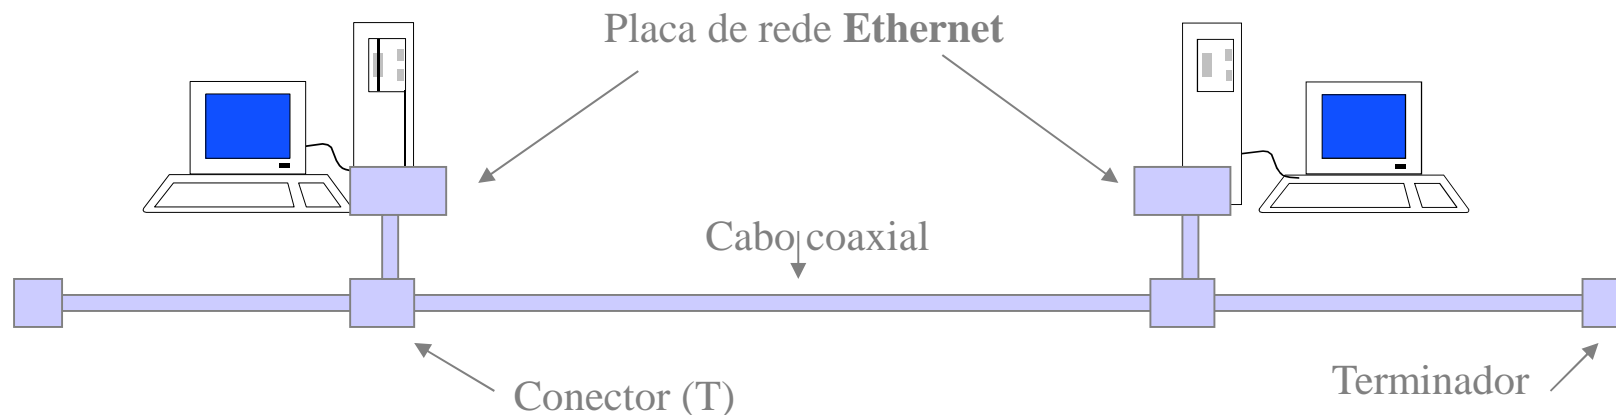 Placa de rede Ethernet
Cabo coaxial
Conector (T)
Terminador